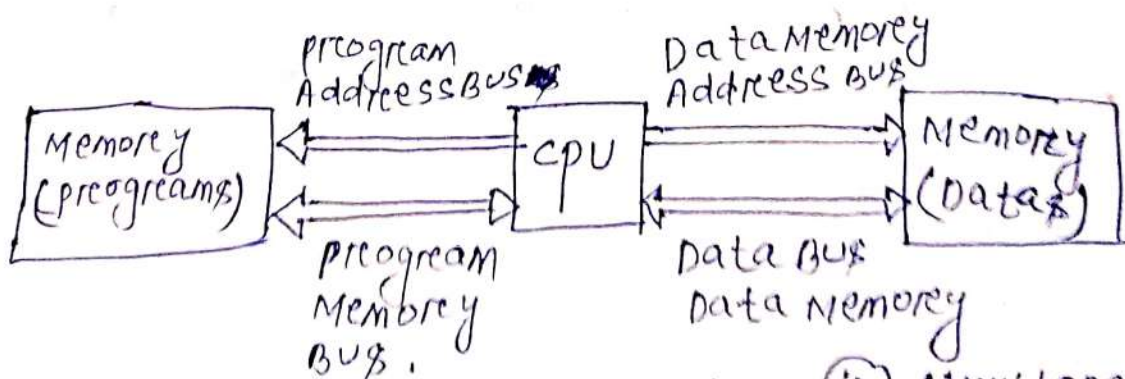 program
Address Bus
Memory
(programs)
program
Memory
Bus.
CPU
Data Memory
Address Bus
Data Bus
Data Memory
Memory
(Datas)